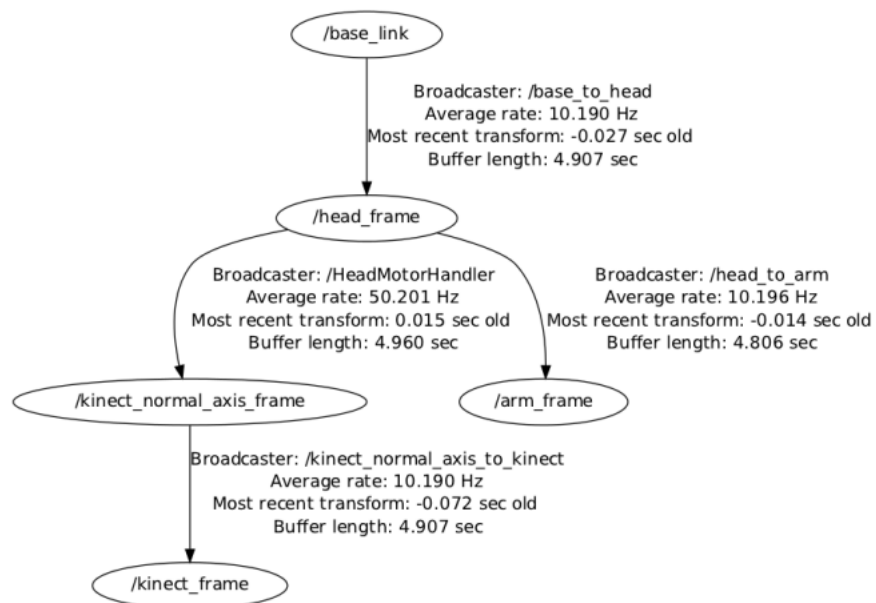 /base_link
Broadcaster: /base_to_head
Average rate: 10.190 Hz
Most recent transform: -0.027 sec old
Buffer length: 4.907 sec
/head_frame
Broadcaster: /HeadMotorHandler
Average rate: 50.201 Hz
Most recent transform: 0.015 sec old
Buffer length: 4.960 sec
Broadcaster: /head_to_arm
Average rate: 10.196 Hz
Most recent transform: -0.014 sec old
Buffer length: 4.806 sec
/kinect_normal_axis_frame
/arm_frame
Broadcaster: /kinect_normal_axis_to_kinect
Average rate: 10.190 Hz
Most recent transform: -0.072 sec old
Buffer length: 4.907 sec
/kinect_frame